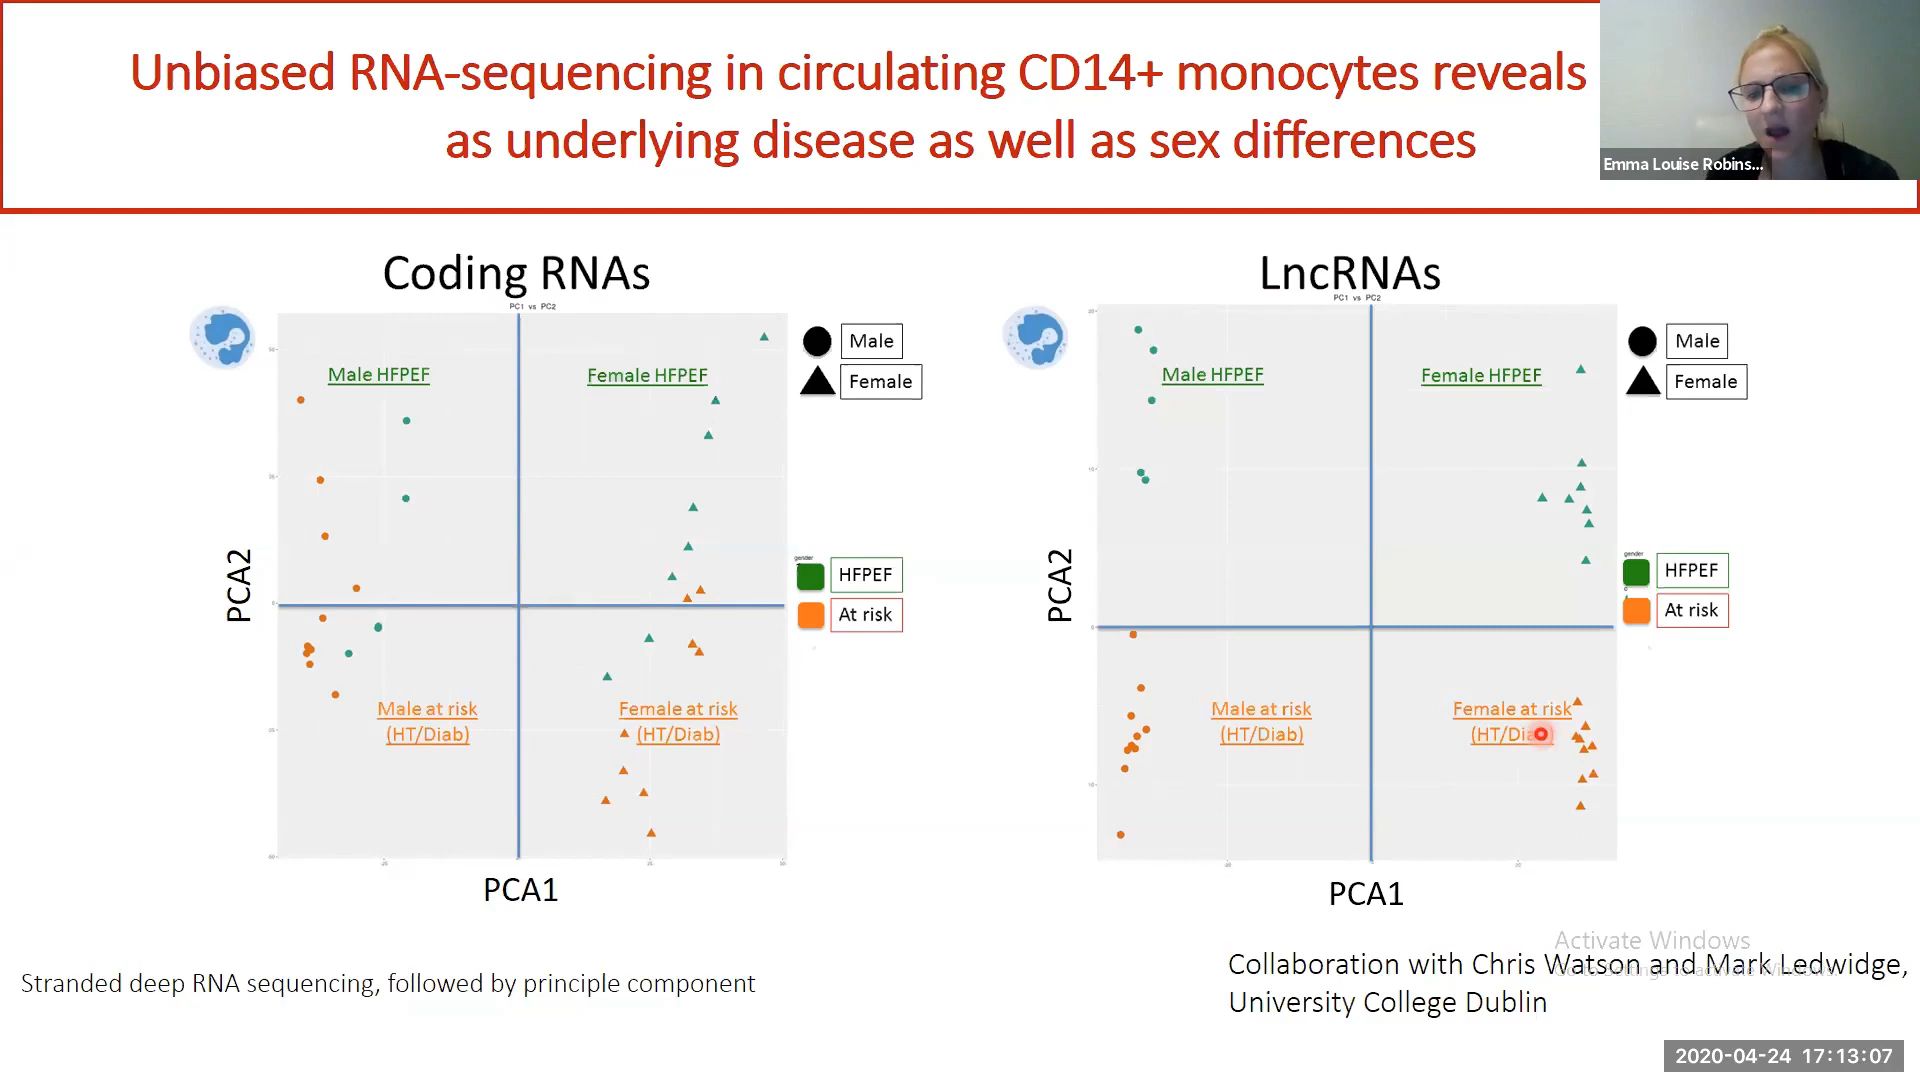 Unbiased RNA-sequencing in circulating CD14+ monocytes reveals
as underlying disease as well as sex differences
Emma Louise Robins...
Coding RNAs
PC1 vs PC2
Male HFPEF
Female HFPEF
Male
Female
PCA2
gender
HFPEF
At risk
Male at risk
(HT/Diab)
Female at risk
(HT/Diab)
PCA1
LncRNAs
PC1 vs PC2
Male HFPEF
Female HFPEF
Male
Female
PCA2
gender
HFPEF
At risk
Male at risk
(HT/Diab)
Female at risk
(HT/Diab)
PCA1
Stranded deep RNA sequencing, followed by principle component
Activate Windows
Collaboration with Chris Watson and Mark Ledwidge,
University College Dublin
2020-04-24 17:13:07